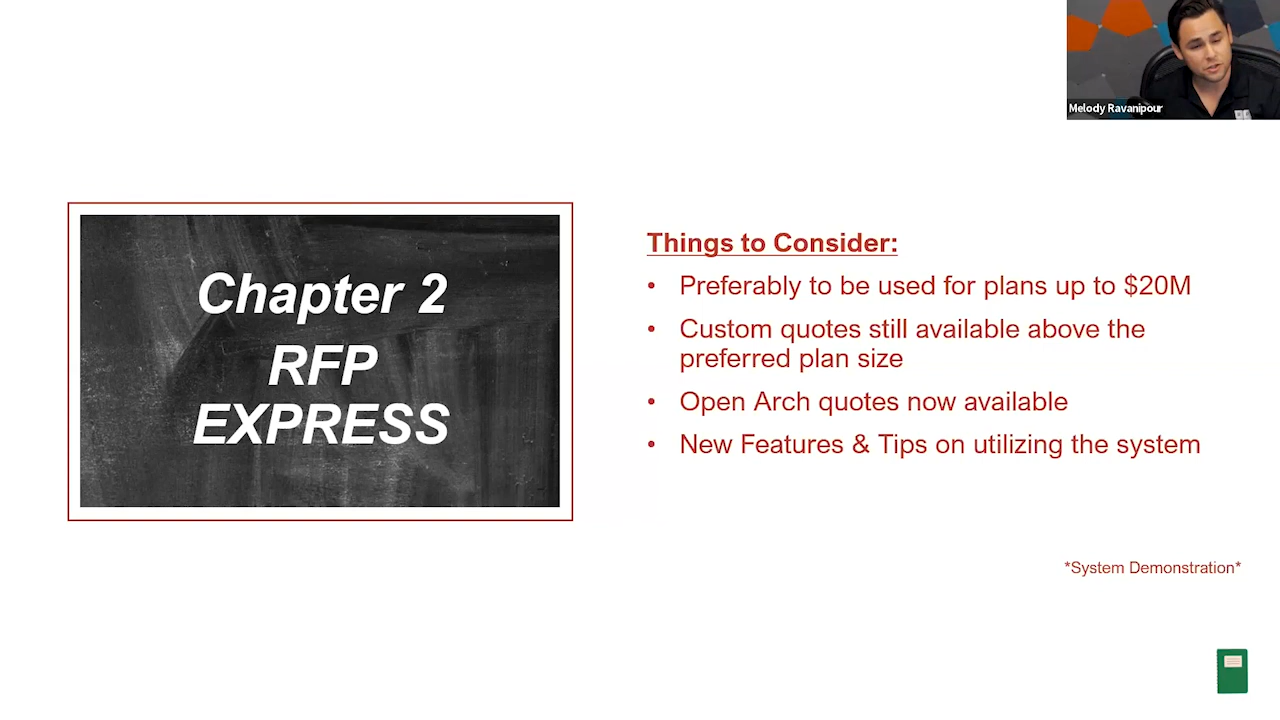 Melody Ravanipour
Chapter 2
RFP
EXPRESS
Things to Consider:
• Preferably to be used for plans up to $20M
• Custom quotes still available above the
preferred plan size
• Open Arch quotes now available
• New Features & Tips on utilizing the system
*System Demonstration*